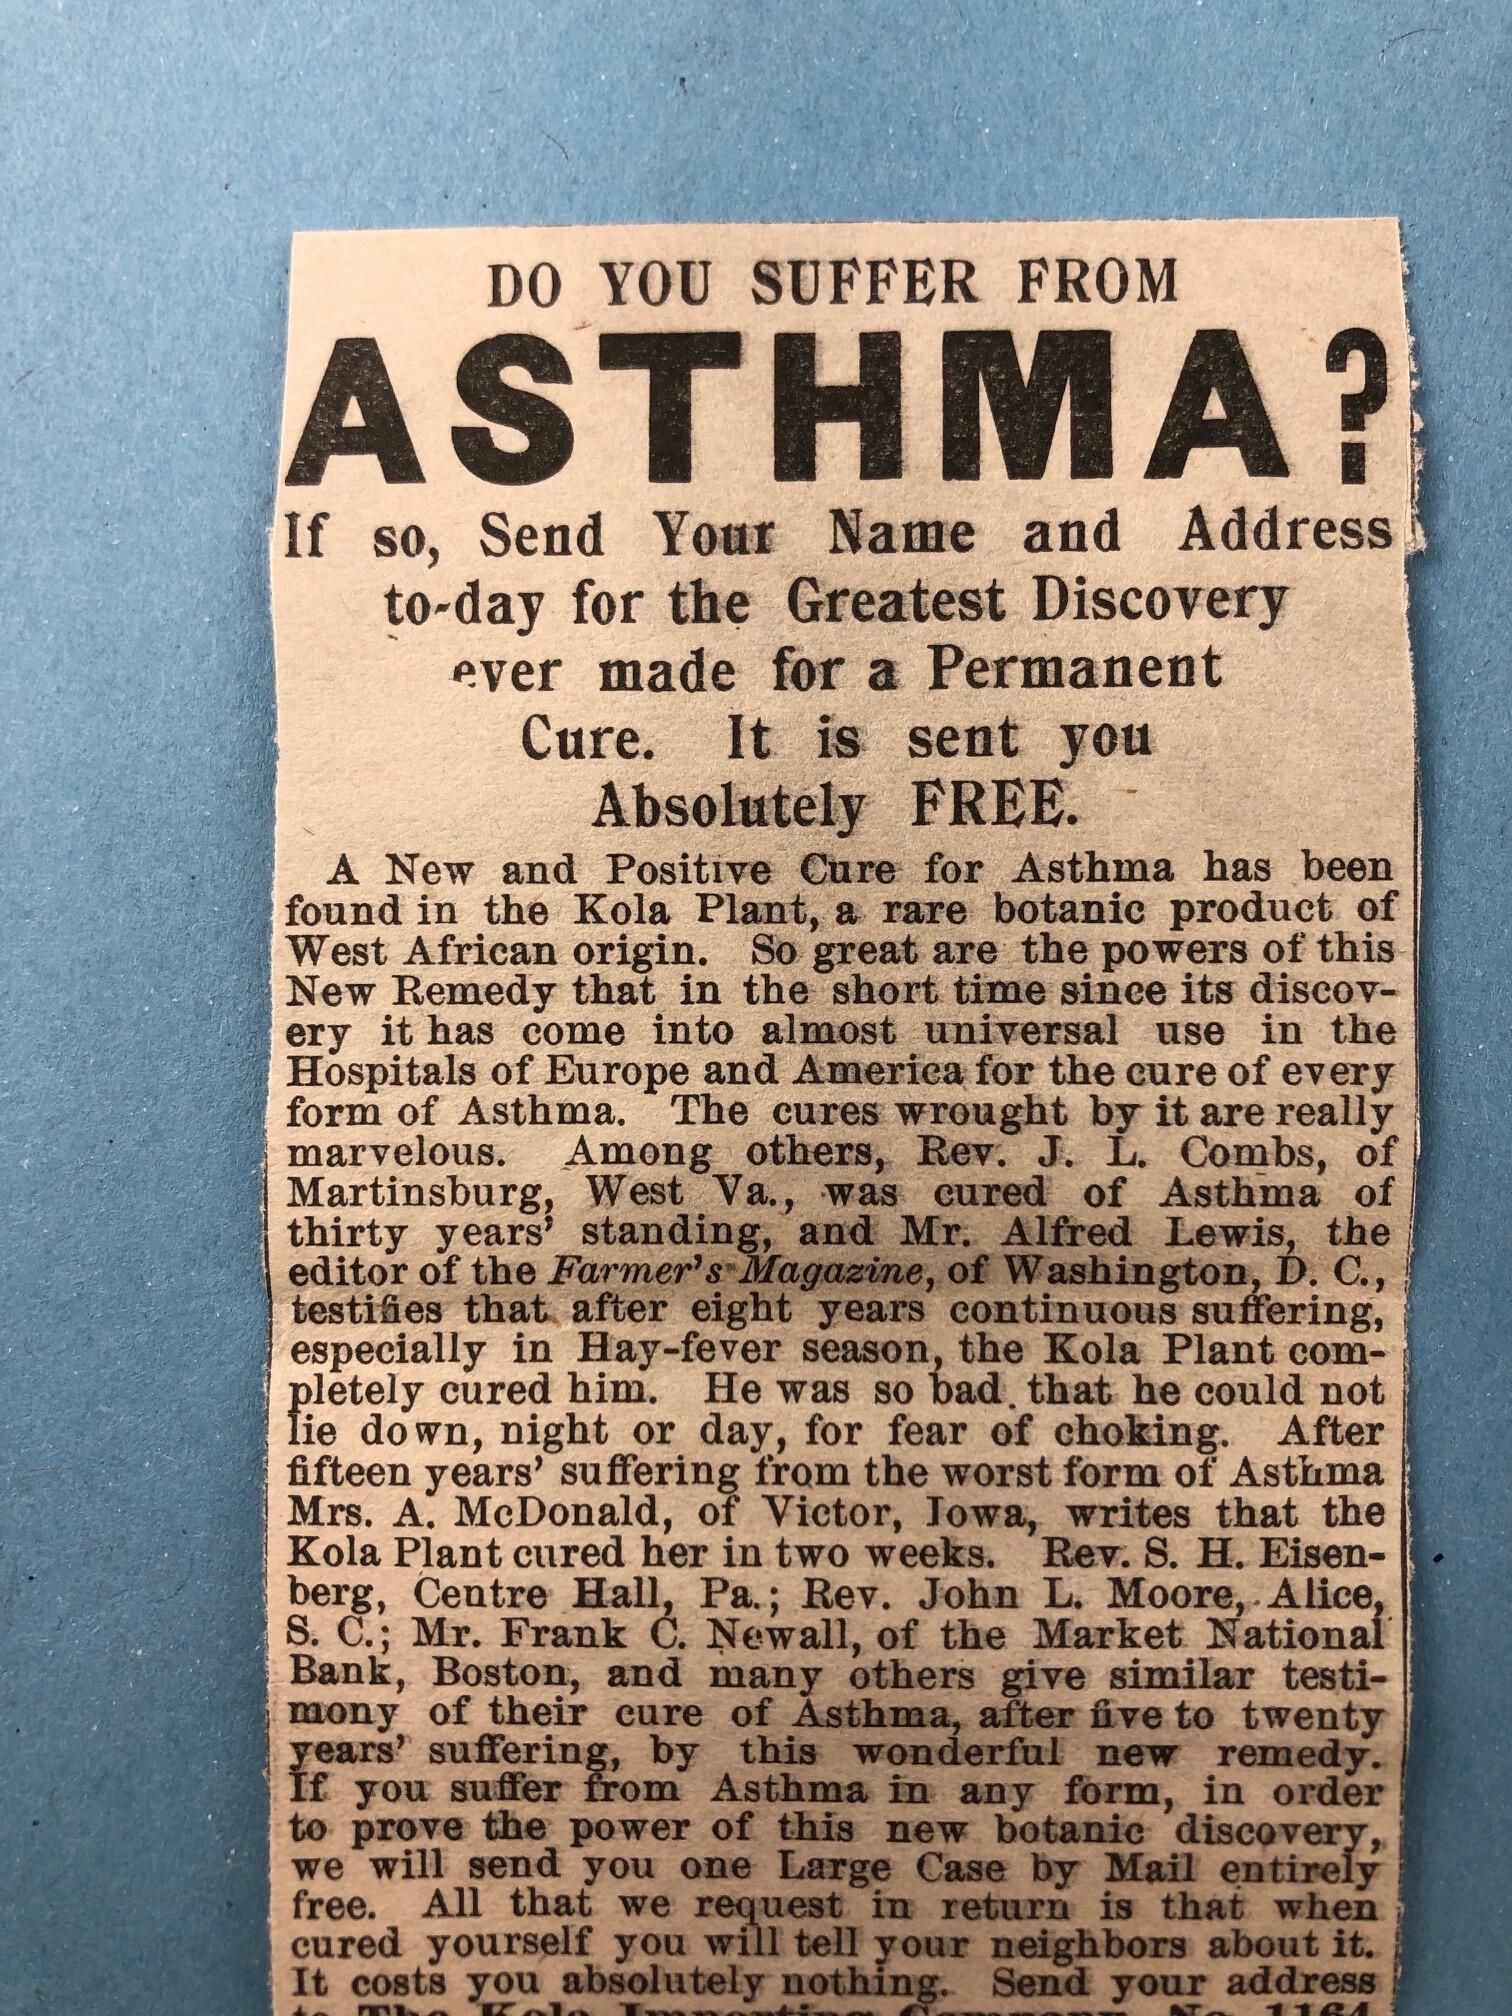 DO YOU SUFFER FROM
ASTHMA?
If so, Send Your Name and Address
to-day for the Greatest Discovery
ever made for a Permanent
Cure. It is sent you
Absolutely FREE.
A New and Positive Cure for Asthma has been
found in the Kola Plant, a rare botanic product of
West African origin. So great are the powers of this
New Remedy that in the short time since its discov-
ery it has come into almost universal use in the
Hospitals of Europe and America for the cure of every
form of Asthma. The cures wrought by it are really
marvelous. Among others, Rev. J. L. Combs, of
Martinsburg, West Va., was cured of Asthma of
thirty years' standing, and Mr. Alfred Lewis, the
editor of the Farmer's Magazine, of Washington, D. C.,
testifies that after eight years continuous suffering,
especially in Hay-fever season, the Kola Plant com-
pletely cured him. He was so bad that he could not
lie down, night or day, for fear of choking. After
fifteen years' suffering from the worst form of Asthma
Mrs. A. McDonald, of Victor, Iowa, writes that the
Kola Plant cured her in two weeks. Rev. S. H. Eisen-
berg, Centre Hall, Pa.; Rev. John L. Moore, Alice,
S. C.; Mr. Frank C. Newall, of the Market National
Bank, Boston, and many others give similar testi-
mony of their cure of Asthma, after five to twenty
years' suffering, by this wonderful new remedy.
If you suffer from Asthma in any form, in order
to prove the power of this new botanic discovery,
we will send you one Large Case by Mail entirely
free. All that we request in return is that when
cured yourself you will tell your neighbors about it.
It costs you absolutely nothing. Send your address
to The Kola Importing Company, No. 1164